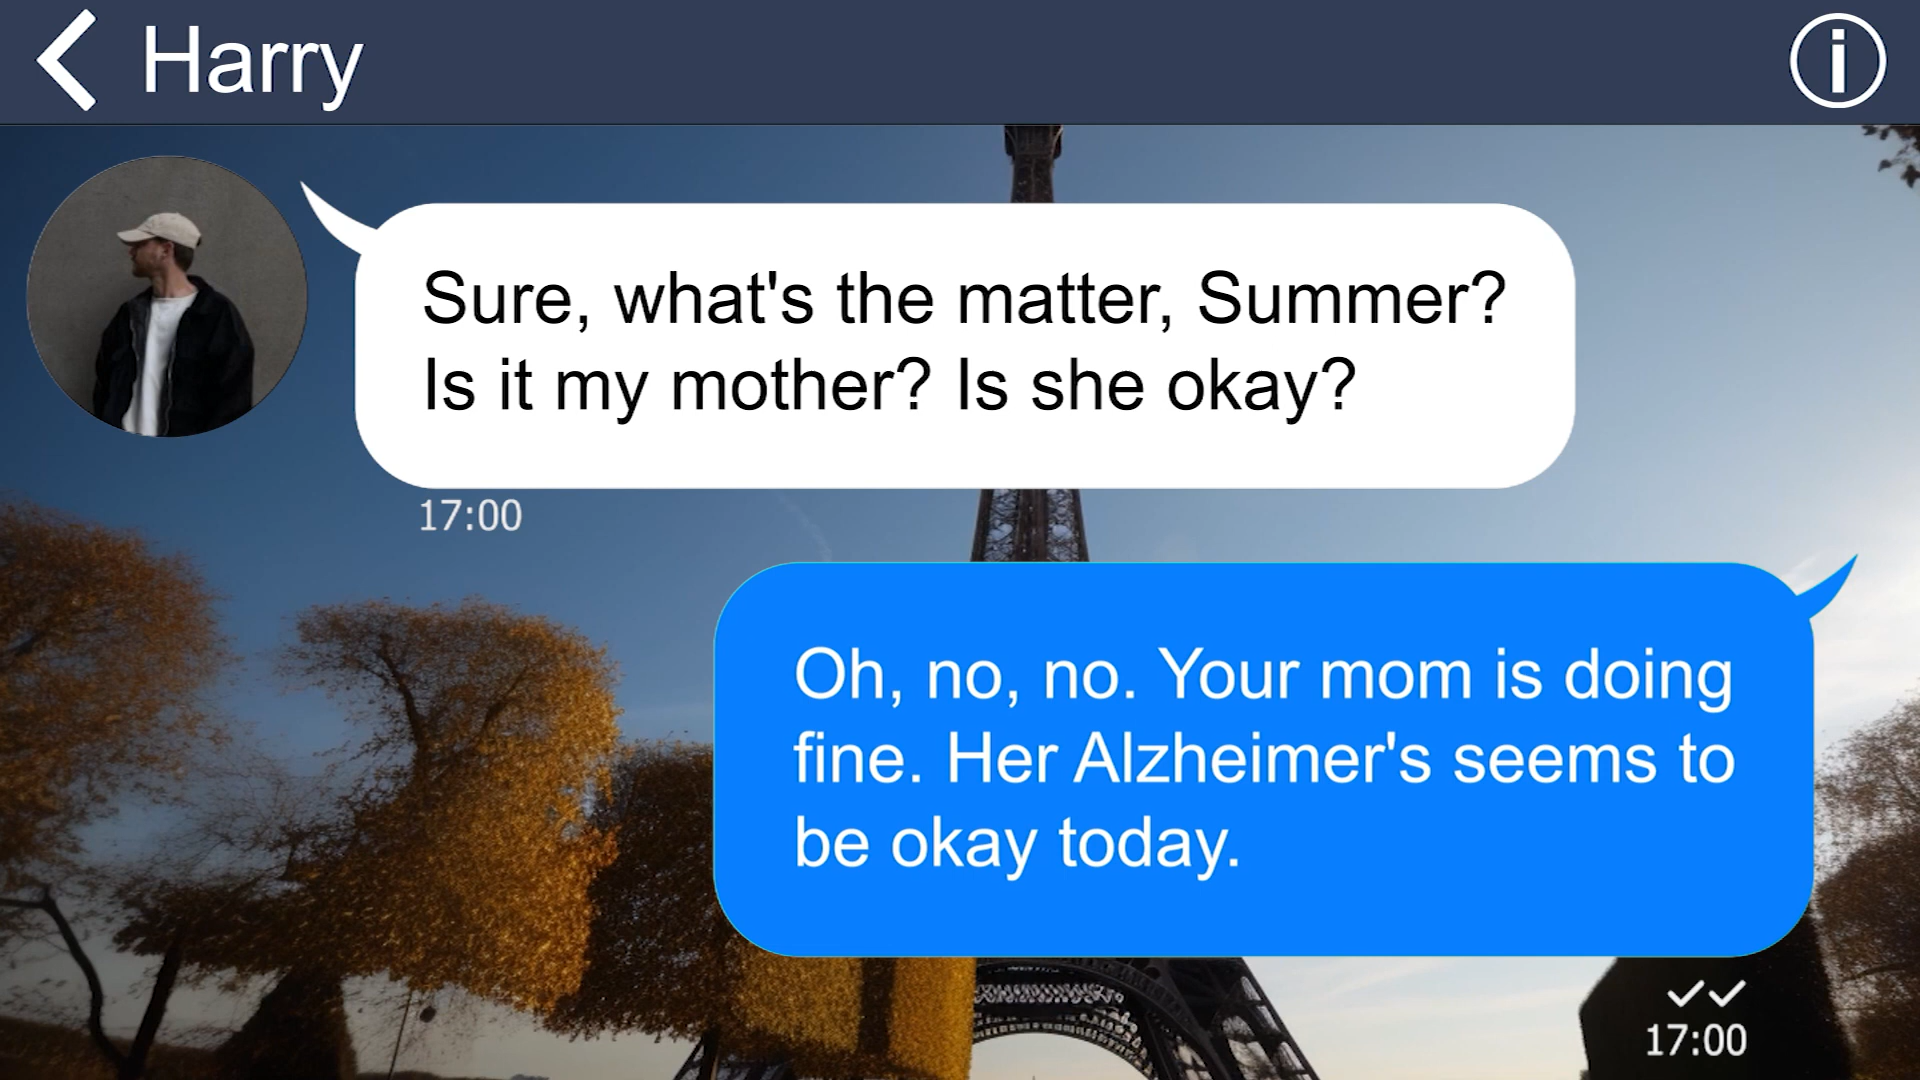 Harry
Sure, what's the matter, Summer?
Is it my mother? Is she okay?
17:00
Oh, no, no. Your mom is doing
fine. Her Alzheimer's seems to
be okay today.
17:00